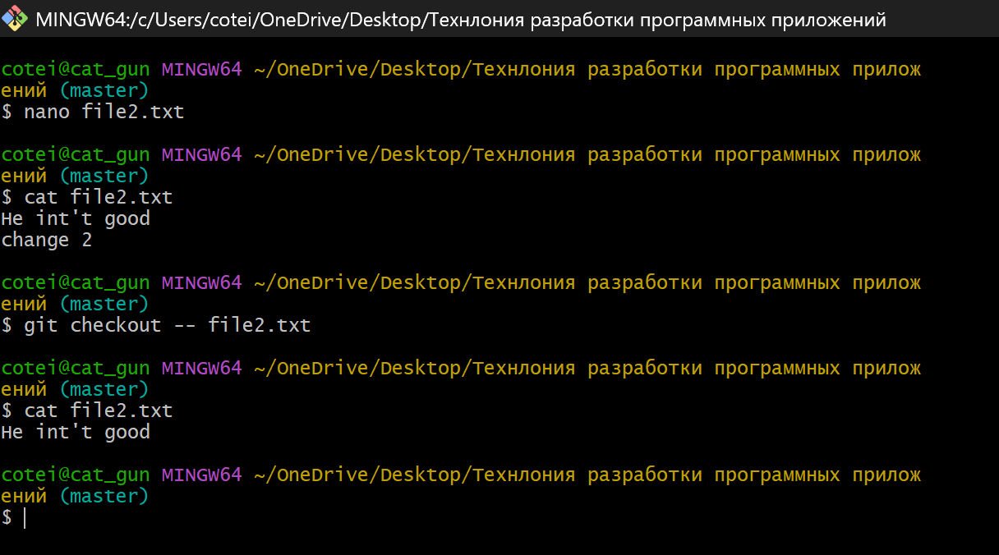 MINGW64:/c/Users/cotei/OneDrive/Desktop/Технлония разработки программных приложений
cotei@cat_gun MINGW64 ~/OneDrive/Desktop/Технлония разработки программных прилож
ений (master)
$ nano file2.txt
cotei@cat_gun MINGW64 ~/OneDrive/Desktop/Технлония разработки программных прилож
ений (master)
$ cat file2.txt
He int't good
change 2
cotei@cat_gun MINGW64 ~/OneDrive/Desktop/Технлония разработки программных прилож
ений (master)
$ git checkout -- file2.txt
cotei@cat_gun MINGW64 ~/OneDrive/Desktop/Технлония разработки программных прилож
ений (master)
$ cat file2.txt
He int't good
cotei@cat_gun MINGW64 ~/OneDrive/Desktop/Технлония разработки программных прилож
ений (master)
$